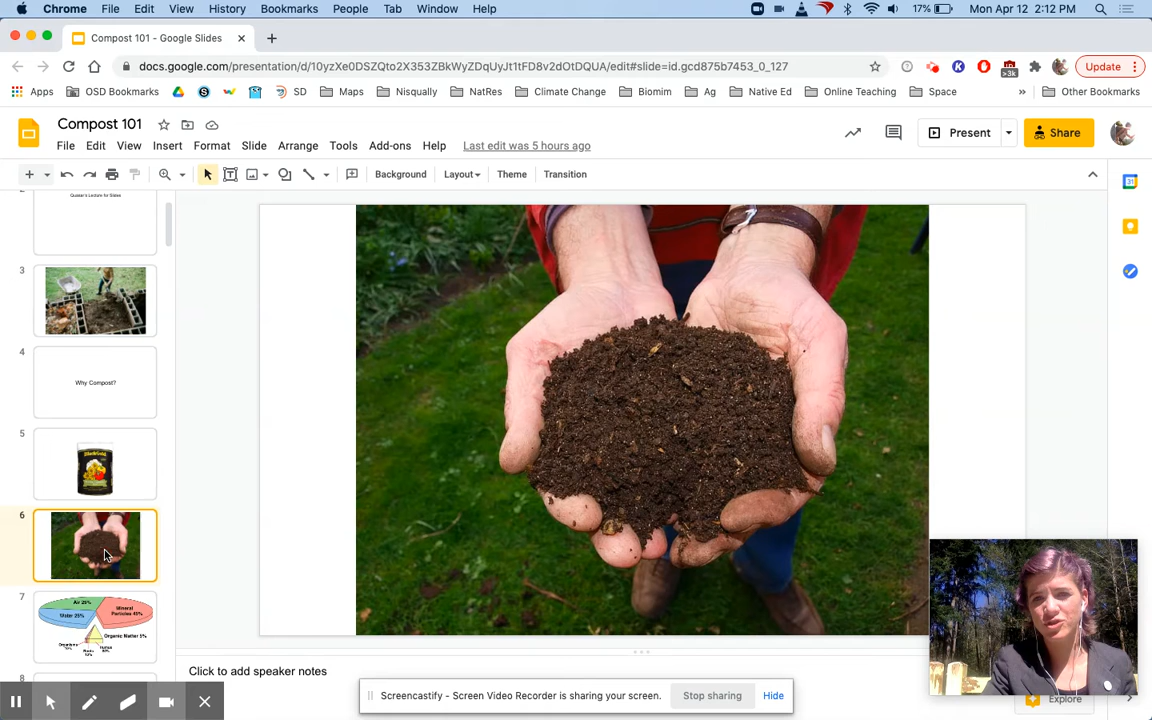 Chrome File Edit View History Bookmarks People Tab Window Help 17% Mon Apr 12 2:12 PM
Compost 101 - Google Slides
docs.google.com/presentation/d/10yzXe0DSZQto2X353ZBkWyZDqUyJt1tFD8v2dOtDQUA/edit#slide=id.gcd875b7453_0_127 >3k Update
Apps OSD Bookmarks SD Maps Nisqually NatRes Climate Change Biomim Ag Native Ed Online Teaching Space » Other Bookmarks
Compost 101
Present Share
File Edit View Insert Format Slide Arrange Tools Add-ons Help Last edit was 5 hours ago
Background Layout Theme Transition
31
2
3
4
Why Compost?
5
6
7
Air 25%
Water 25%
Mineral
Particles 45%
Organic Matter 5%
8
Click to add speaker notes
Screencastify - Screen Video Recorder is sharing your screen. Stop sharing Hide
Explore